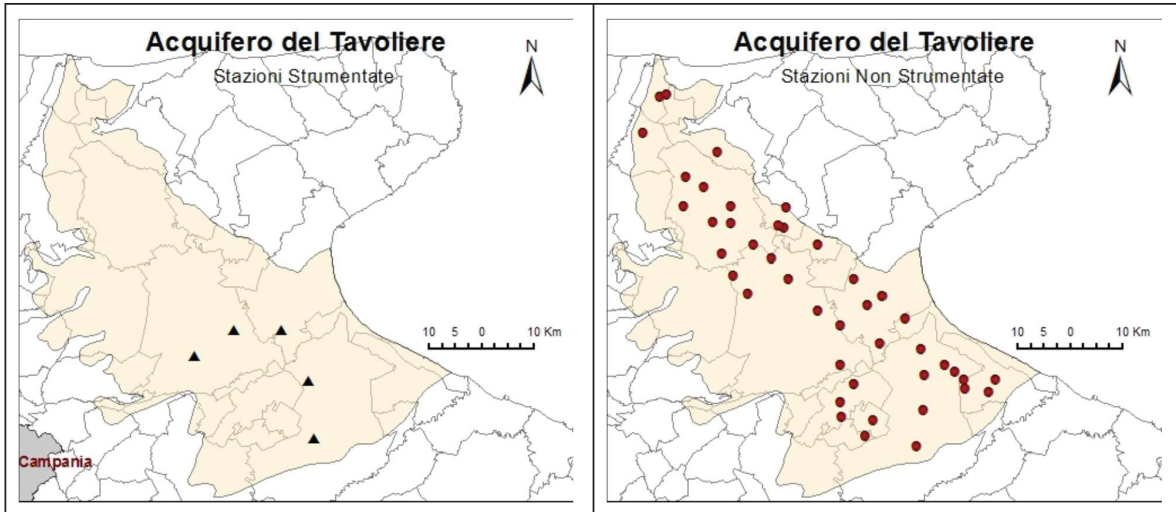 Acquifero del Tavoliere
Stazioni Strumentate
N
10 5 0 10 Km
Campania
Acquifero del Tavoliere
Stazioni Non Strumentate
N
10 5 0 10 Km